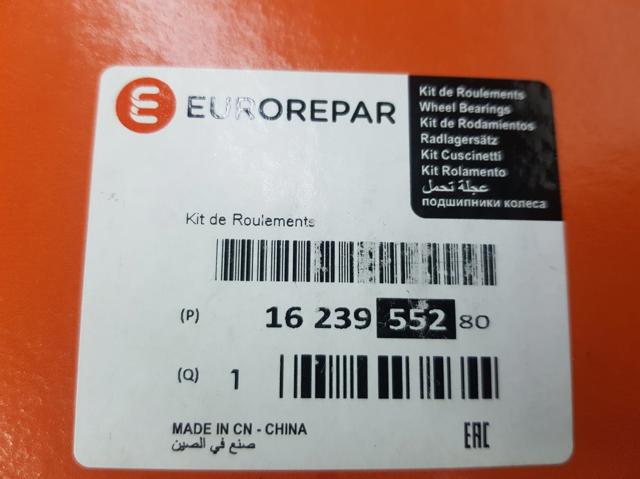 EUROREPAR
Kit de Roulements
Wheel Bearings
Kit de Rodamientos
Radlagersätz
Kit Cuscinetti
Kit Rolamento
عجلة تحمل
подшипники колеса
Kit de Roulements
(P) 16 239 552 80
(Q) 1
MADE IN CN - CHINA
صنع في الصين
EAC